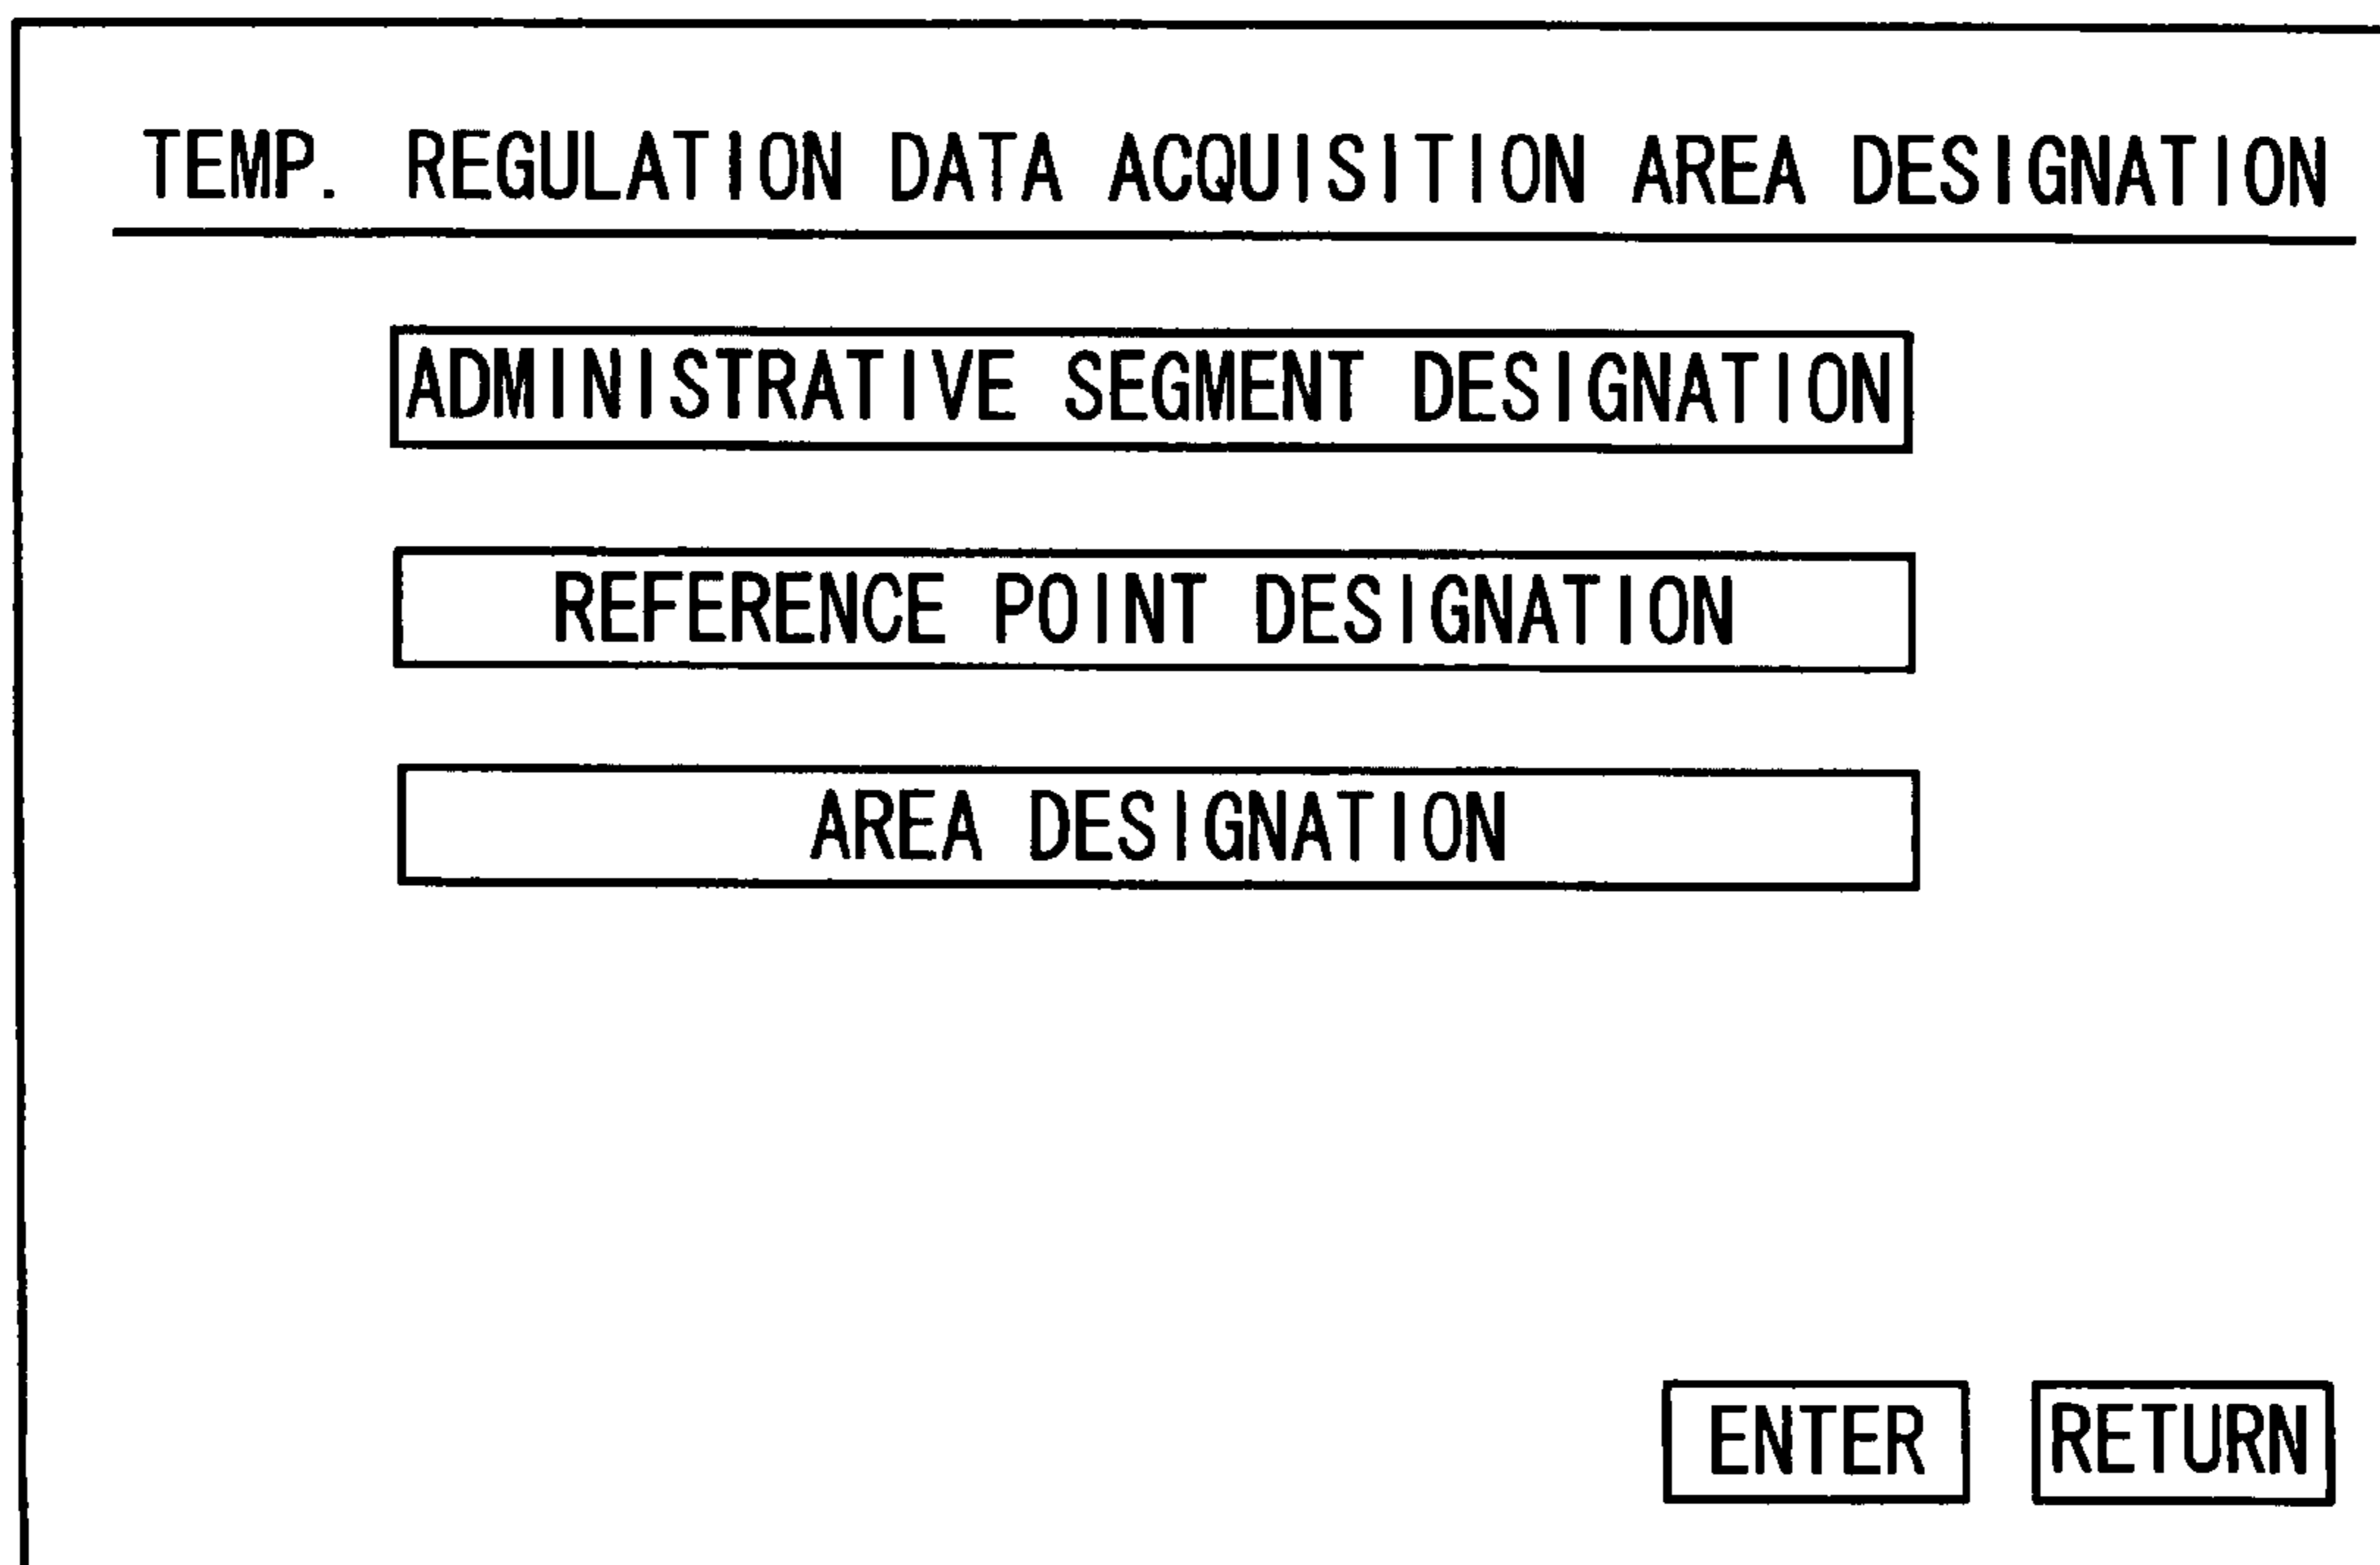 TEMP. REGULATION DATA ACQUISITION AREA DESIGNATION
ADMINISTRATIVE SEGMENT DESIGNATION
REFERENCE POINT DESIGNATION
AREA DESIGNATION
ENTER RETURN